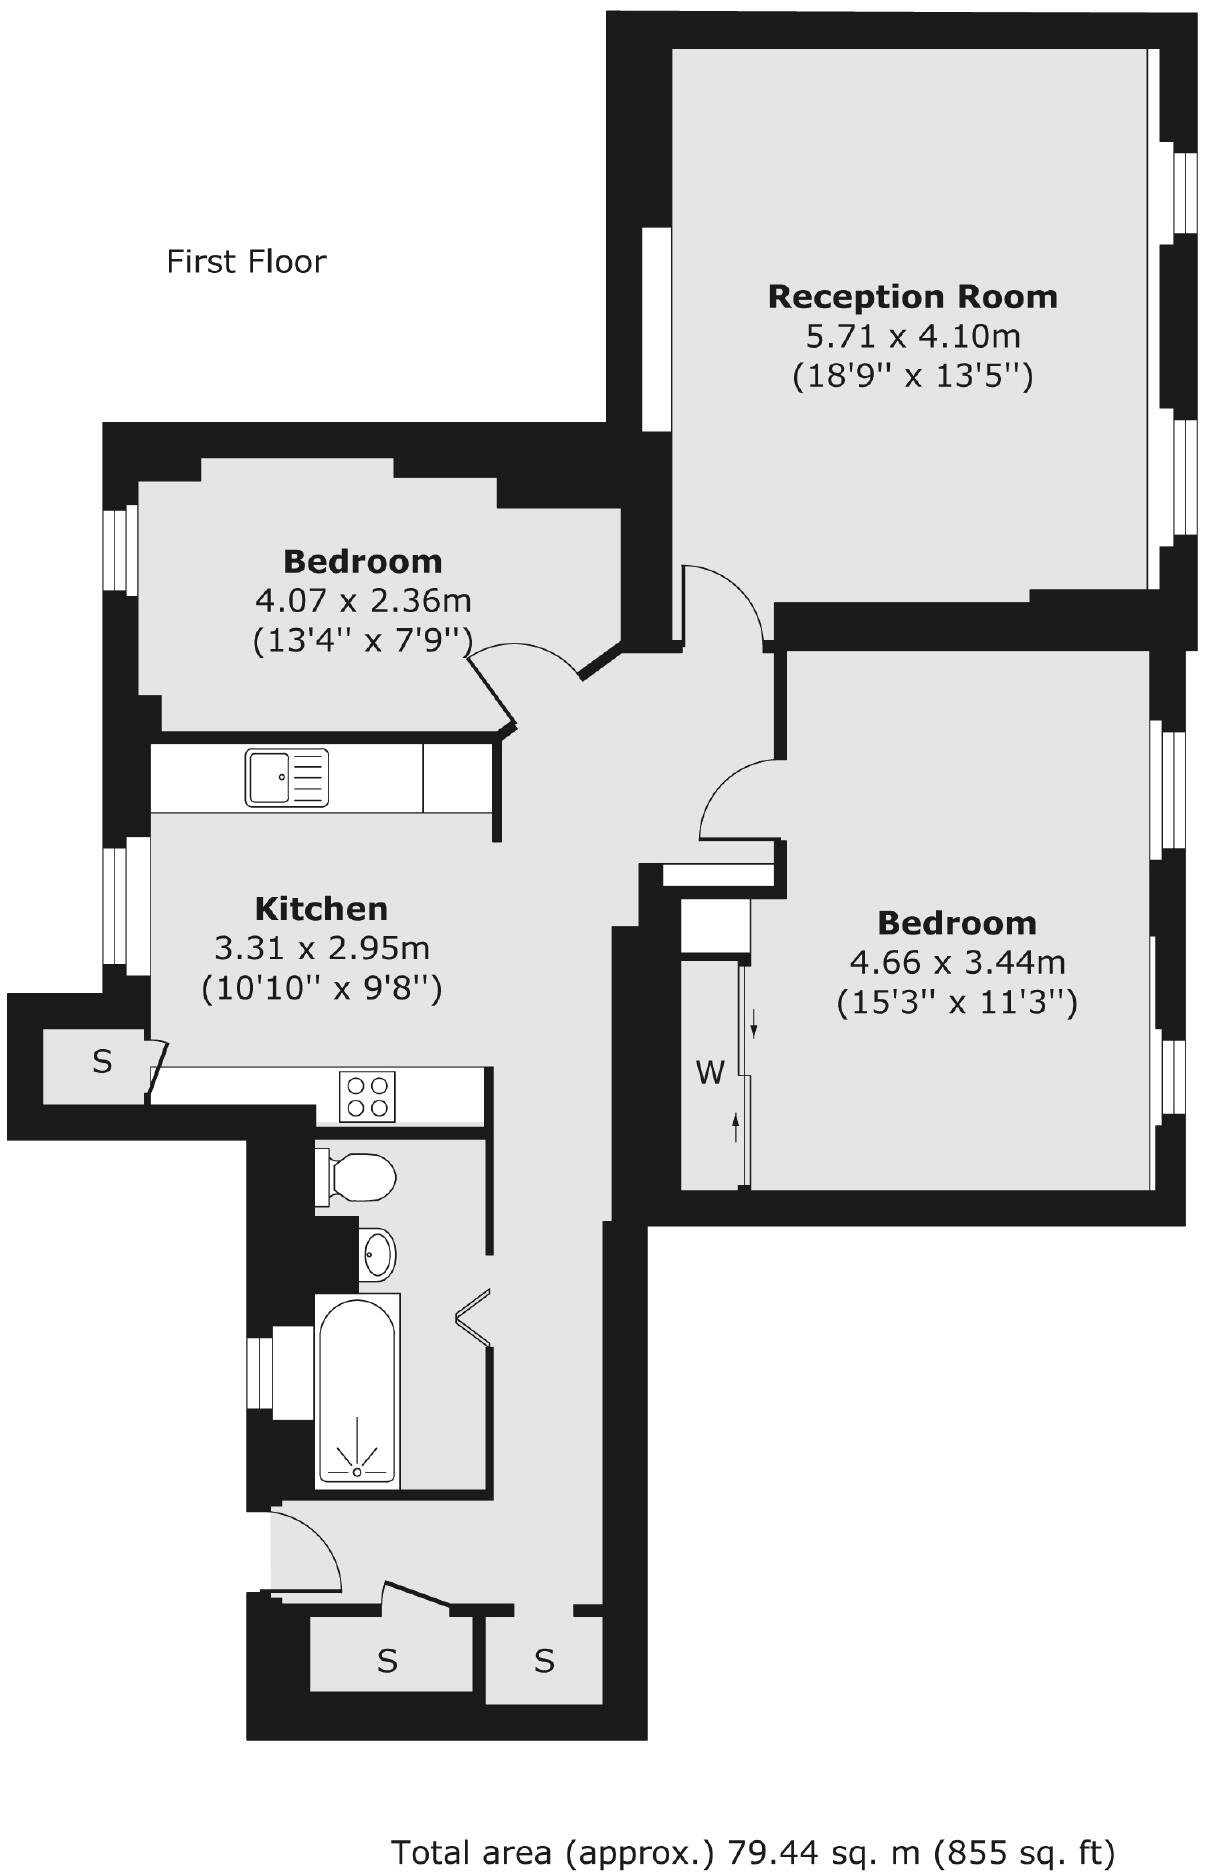 First Floor
Reception Room
5.71 x 4.10m
(18'9'' x 13'5'')
Bedroom
4.07 x 2.36m
(13'4'' x 7'9'')
Kitchen
3.31 x 2.95m
(10'10'' x 9'8'')
Bedroom
4.66 x 3.44m
(15'3'' x 11'3'')
S
W
S
S
Total area (approx.) 79.44 sq. m (855 sq. ft)